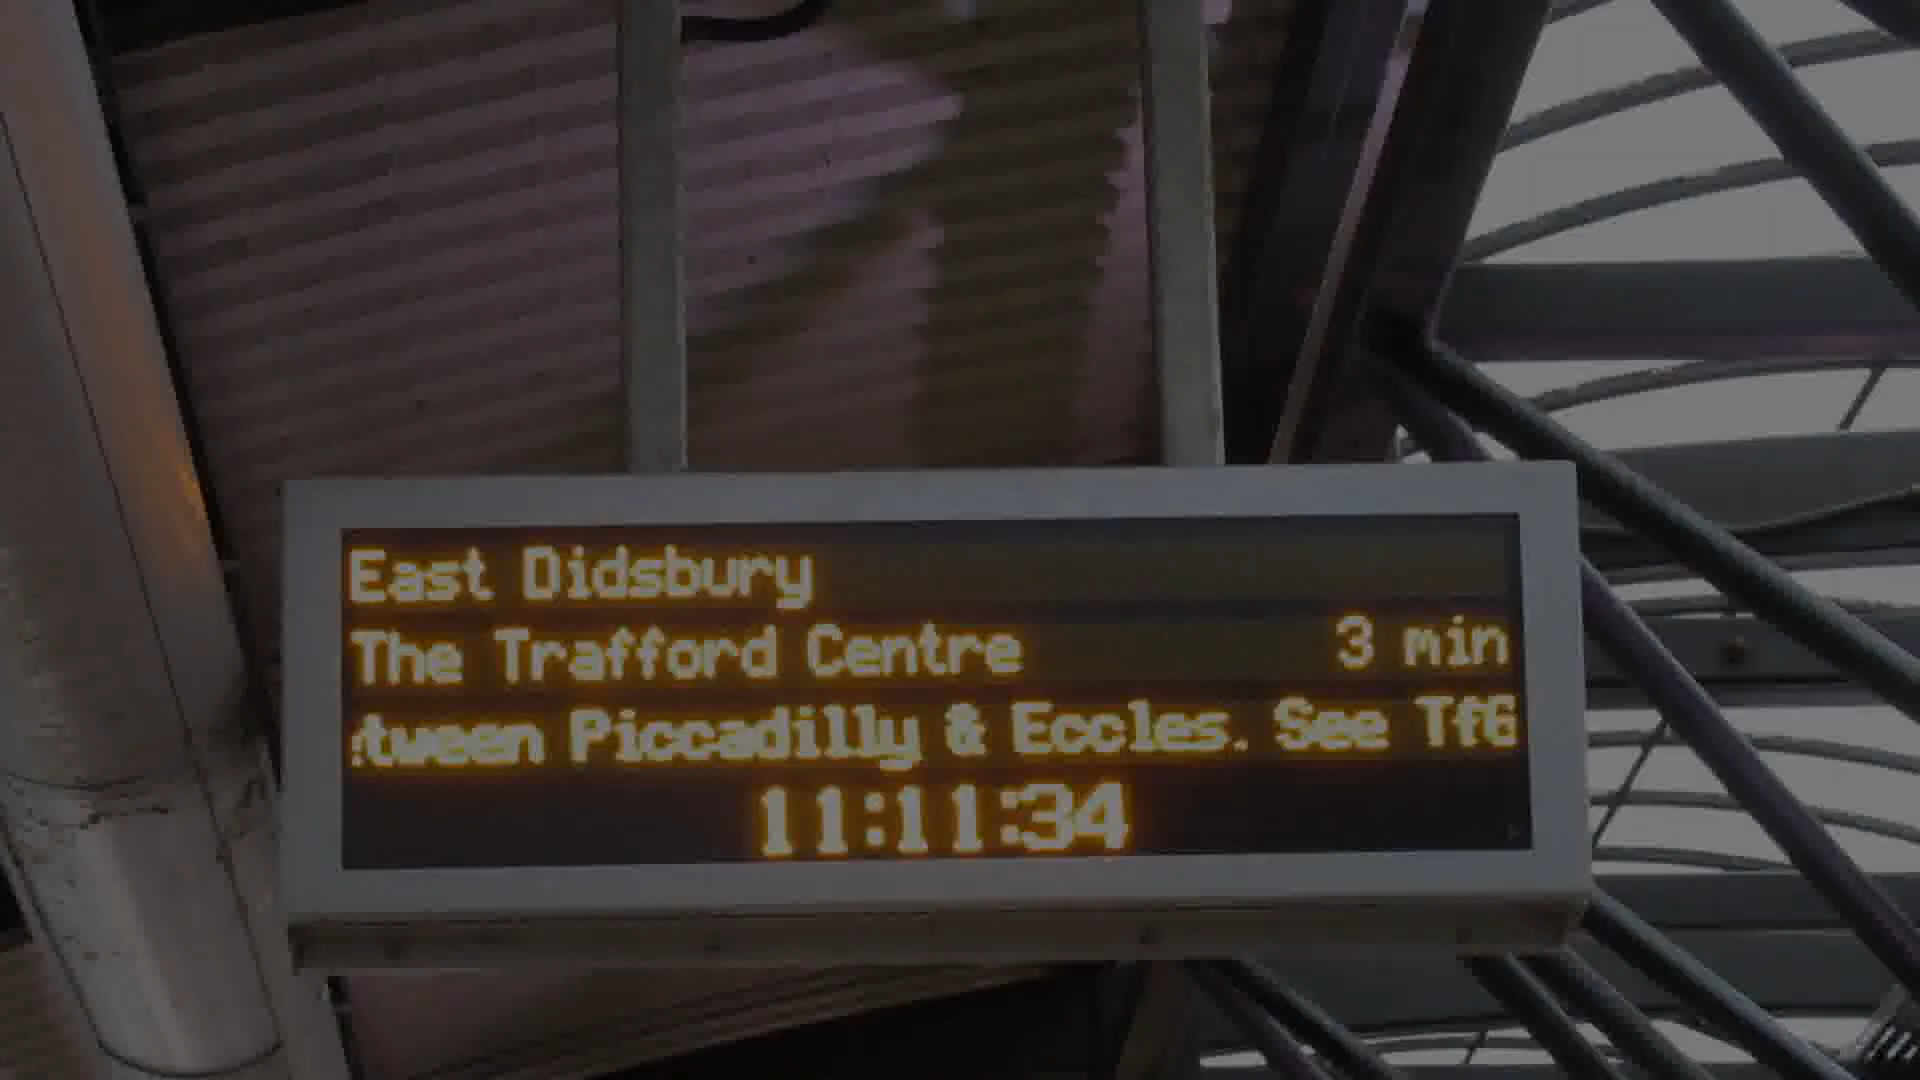 East Didsbury
The Trafford Centre 3 min
tween Piccadilly & Eccles. See TfG
11:11:34